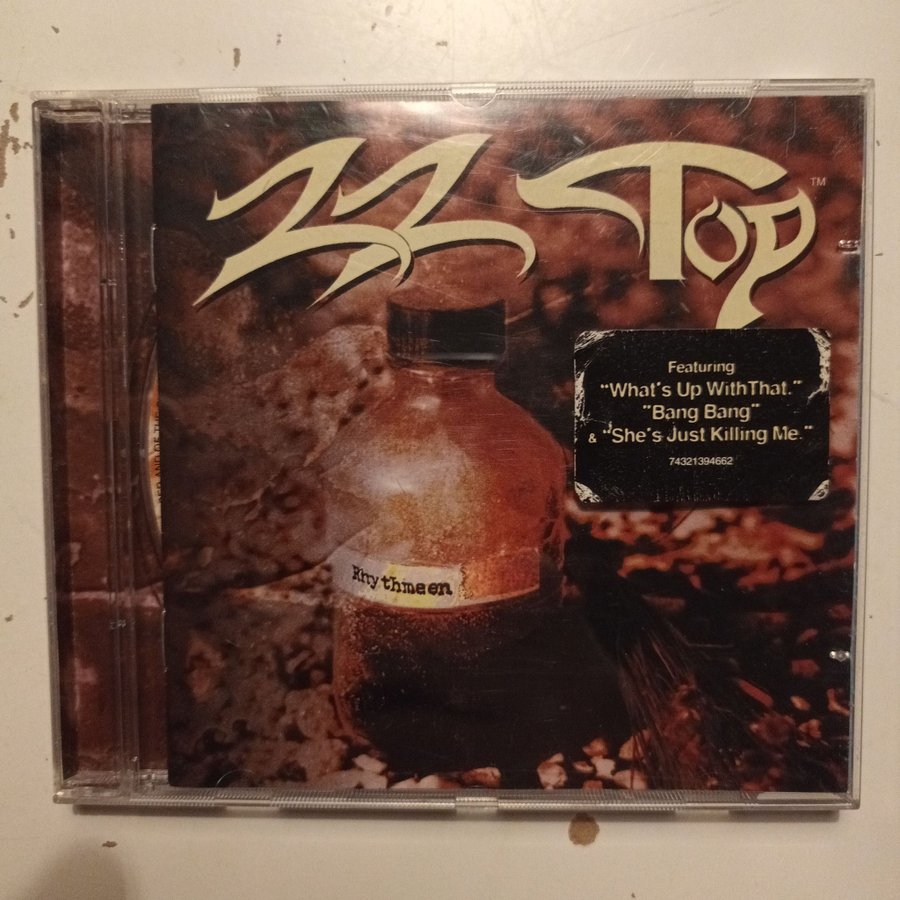 ZZ TOP™
Featuring
"What's Up WithThat."
"Bang Bang"
& "She's Just Killing Me."
74321394662
Rhythmeen